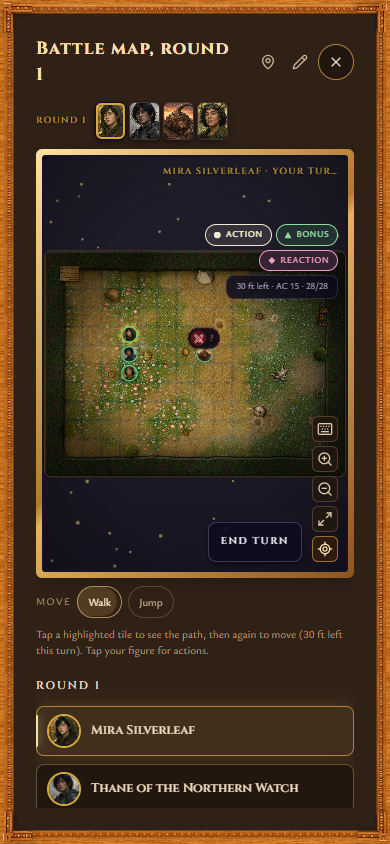 Battle map, round
1
ROUND 1
MIRA SILVERLEAF · YOUR TUR…
ACTION
BONUS
REACTION
30 ft left · AC 15 · 28/28
?
END TURN
MOVE
Walk
Jump
Tap a highlighted tile to see the path, then again to move (30 ft left
this turn). Tap your figure for actions.
ROUND 1
Mira Silverleaf
Thane of the Northern Watch